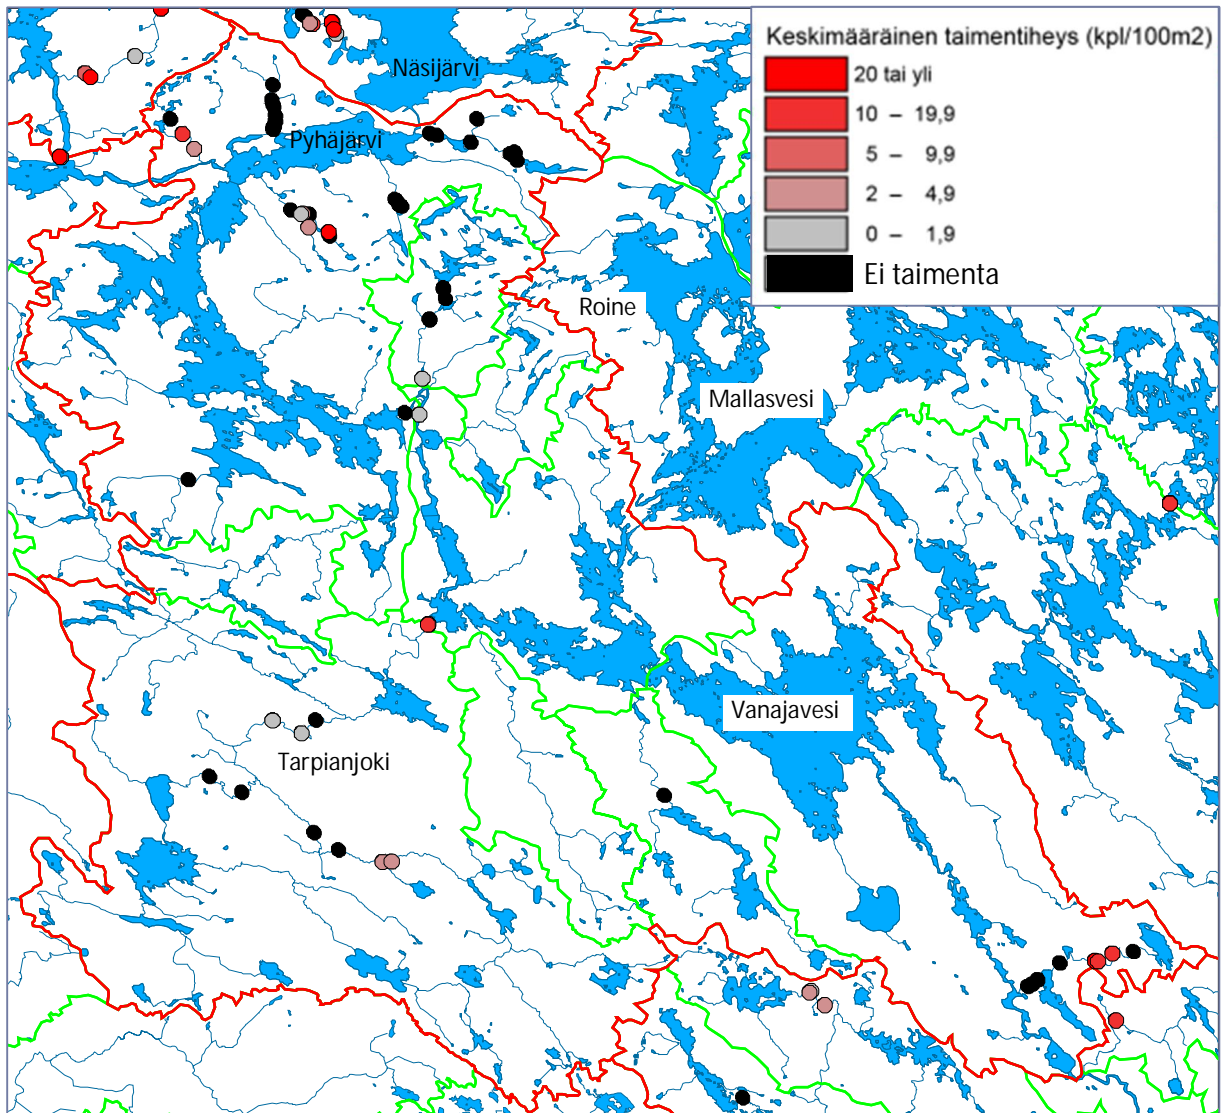 Keskimääräinen taimentiheys (kpl/100m2)
20 tai yli
10 – 19,9
5 – 9,9
2 – 4,9
0 – 1,9
Ei taimenta
Näsijärvi
Pyhäjärvi
Roine
Mallasvesi
Vanajavesi
Tarpianjoki